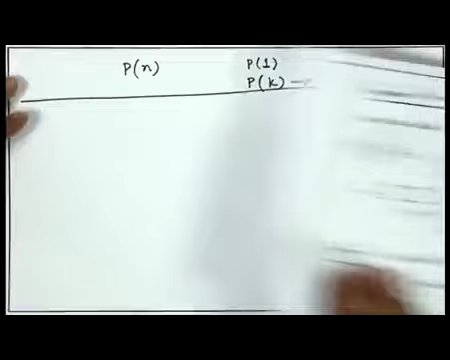 P(n)
P(1)
P(k) →